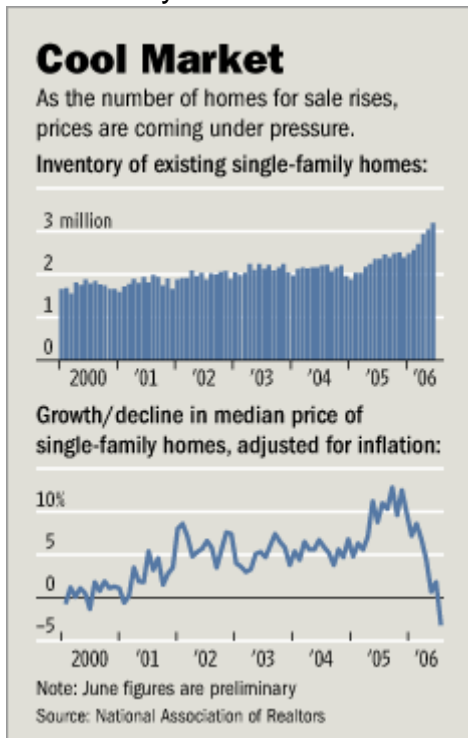 Cool Market
As the number of homes for sale rises,
prices are coming under pressure.
Inventory of existing single-family homes:
3 million
2
1
0
2000 '01 '02 '03 '04 '05 '06
Growth/decline in median price of
single-family homes, adjusted for inflation:
10%
5
0
–5
2000 '01 '02 '03 '04 '05 '06
Note: June figures are preliminary
Source: National Association of Realtors